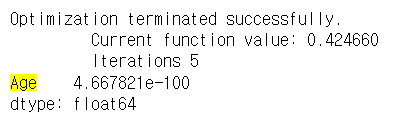 Optimization terminated successfully.
Current function value: 0.424660
Iterations 5
Age 4.667821e-100
dtype: float64